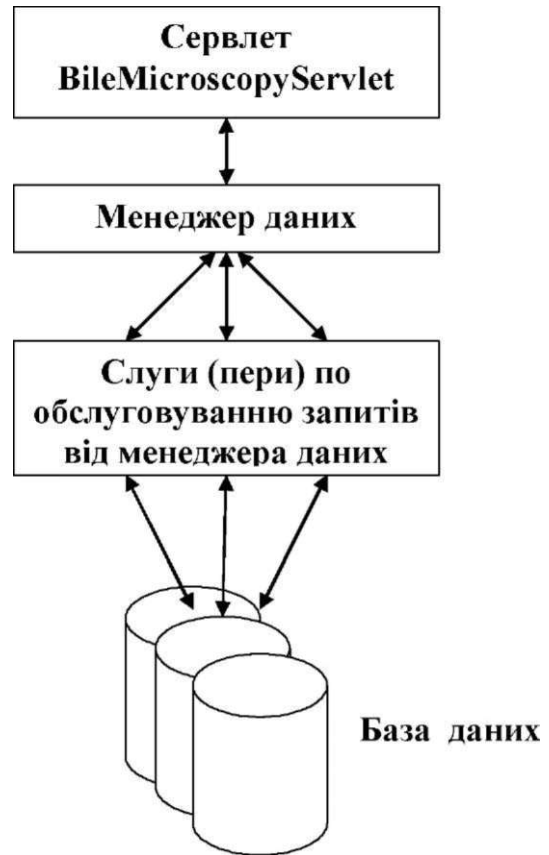 Сервлет
BileMicroscopyServlet
Менеджер даних
Слуги (пери) по
обслуговуванню запитів
від менеджера даних
База даних